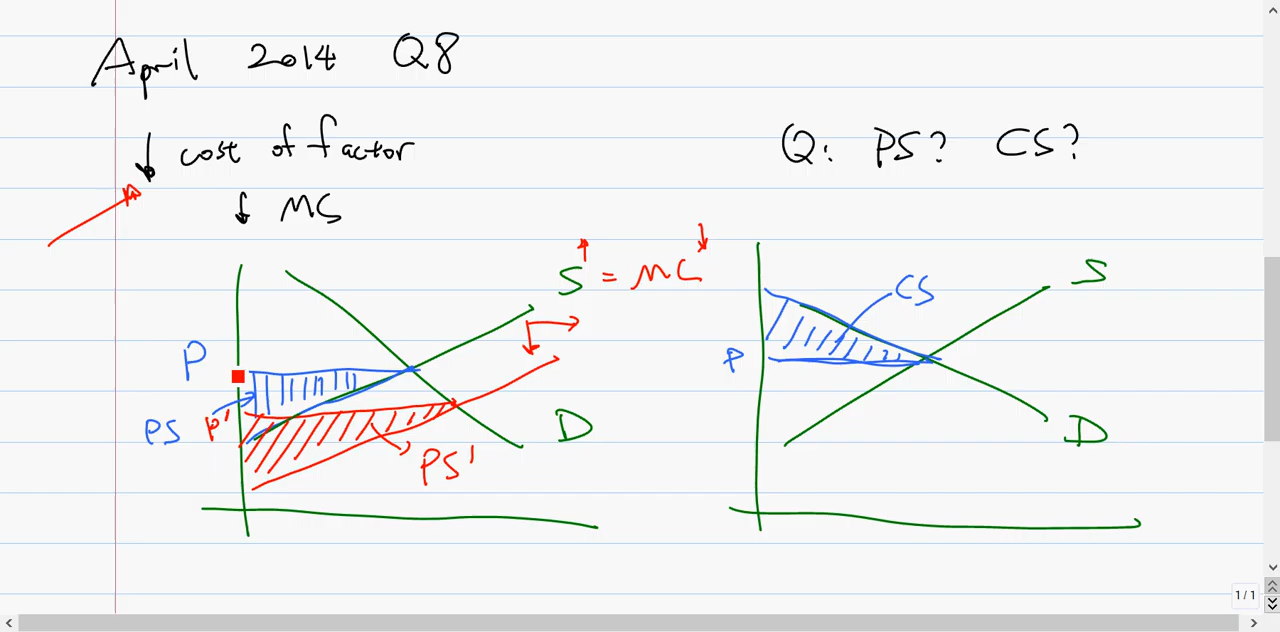 April 2014 Q8
↓ cost of factor
Q: PS? CS?
↓ MC
S↑ = MC↓
P
PS
P'
PS'
D
S
CS
P
D
1/1